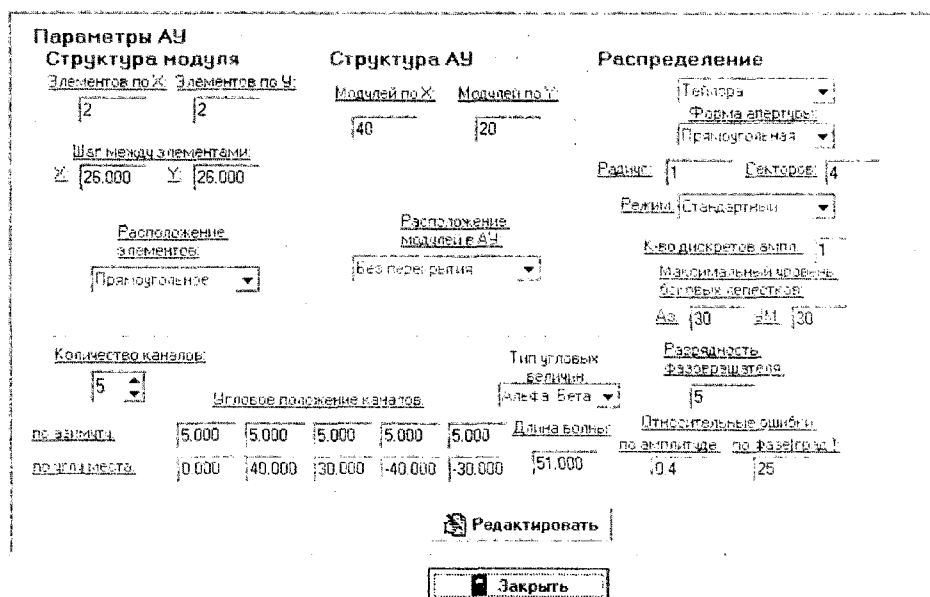 Параметры АУ
Структура модуля
Структура АУ
Распределение
Элементов по X: Элементов по У:
2 2
Модулей по X: Модулей по Y:
40 20
Тейлора
Форма апертуры:
Прямоугольная
Шаг между элементами:
X: 26.000 Y: 26.000
Радиус: 1 Секторов: 4
Режим: Стандартный
Расположение
элементов:
Прямоугольное
Расположение
модулей в АУ:
Без перекрытия
К-во дискретов ампл. 1
Максимальный уровень
боковых лепестков:
Аз. 30 УМ. 30
Количество каналов:
5
Тип угловых
величин
Альфа Бета
Разрядность
фазовращателя
5
Угловое положение каналов:
по азимуту: 5.000 5.000 5.000 5.000 5.000
по углу места: 0.000 40.000 30.000 -40.000 -30.000
Длина волны:
51.000
Относительные ошибки
по амплитуде по фазе(град.):
0.4 25
Редактировать
Закрыть